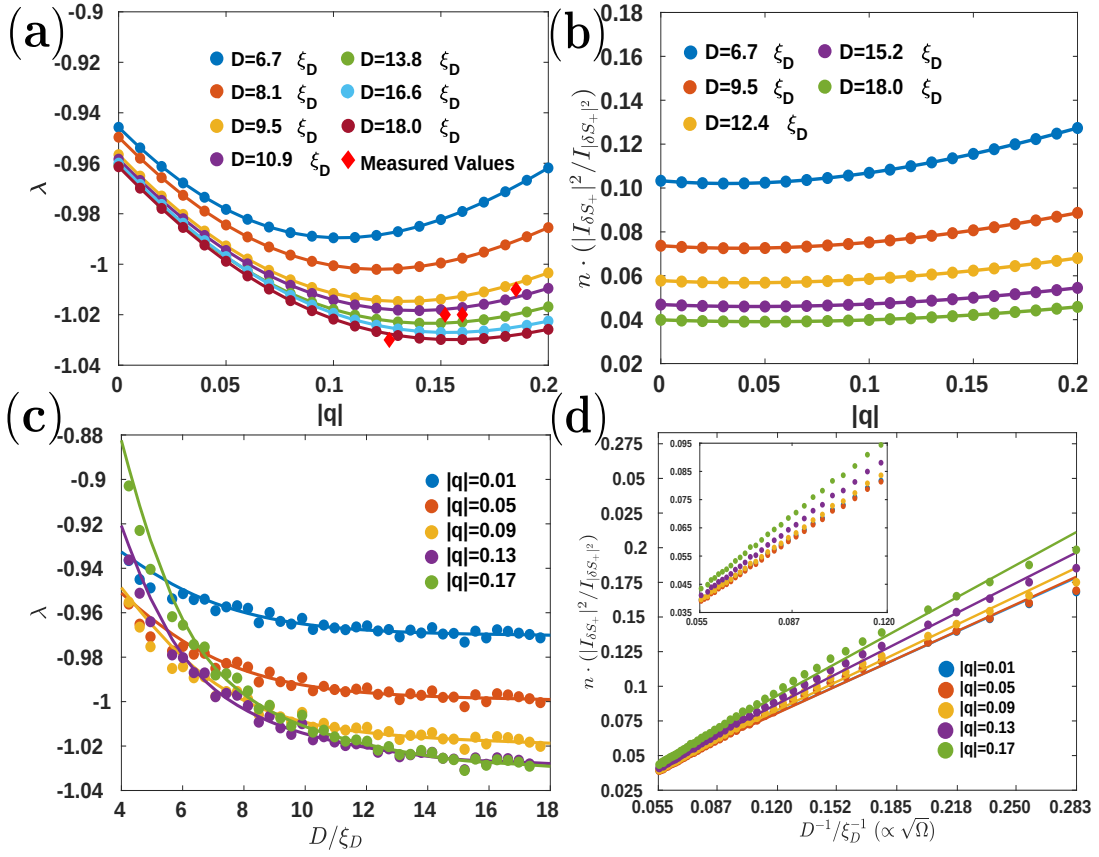 (a)
-0.9
-0.92
-0.94
-0.96
-0.98
-1
-1.02
-1.04
λ
D=6.7 ξD
D=8.1 ξD
D=9.5 ξD
D=10.9 ξD
D=13.8 ξD
D=16.6 ξD
D=18.0 ξD
Measured Values
0 0.05 0.1 0.15 0.2
|q|
(b)
0.18
0.16
0.14
0.12
0.10
0.08
0.06
0.04
0.02
n · (|I_{δS_+}|^2 / I_{|δS_+|^2})
D=6.7 ξD
D=9.5 ξD
D=12.4 ξD
D=15.2 ξD
D=18.0 ξD
0 0.05 0.1 0.15 0.2
|q|
(c)
-0.88
-0.9
-0.92
-0.94
-0.96
-0.98
-1
-1.02
-1.04
λ
|q|=0.01
|q|=0.05
|q|=0.09
|q|=0.13
|q|=0.17
4 6 8 10 12 14 16 18
D/ξD
(d)
0.275
0.25
0.225
0.2
0.175
0.15
0.125
0.1
0.075
0.05
0.025
n · (|I_{δS_+}|^2 / I_{|δS_+|^2})
0.095
0.085
0.075
0.065
0.055
0.045
0.035
0.055 0.087 0.120
|q|=0.01
|q|=0.05
|q|=0.09
|q|=0.13
|q|=0.17
0.055 0.087 0.120 0.152 0.185 0.218 0.250 0.283
D^{-1}/ξ_D^{-1} (∝ √Ω)